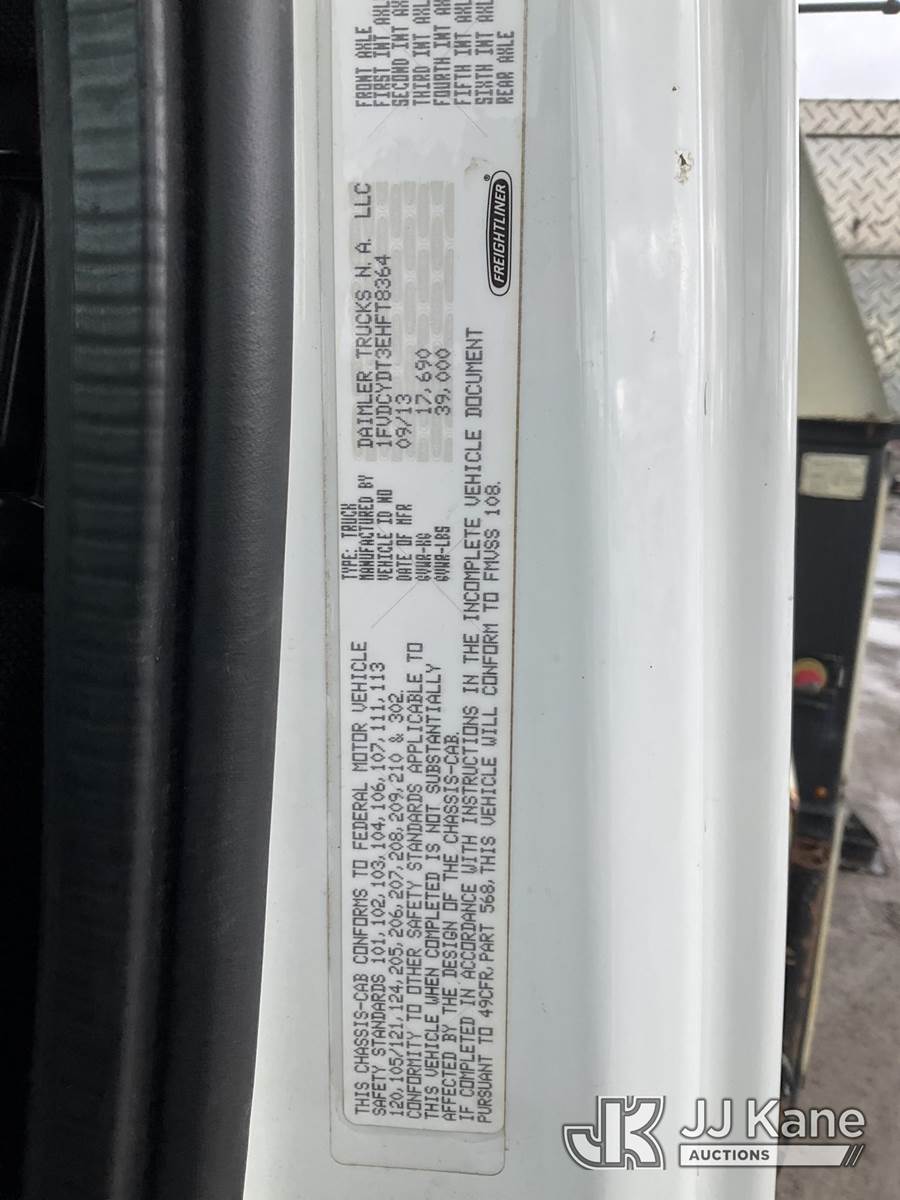 THIS CHASSIS-CAB CONFORMS TO FEDERAL MOTOR VEHICLE
SAFETY STANDARDS 101, 102, 103, 104, 106, 107, 111, 113
120, 105/121, 124, 205, 206, 207, 208, 209, 210 & 302.
CONFORMITY TO OTHER SAFETY STANDARDS APPLICABLE TO
THIS VEHICLE WHEN COMPLETED IS NOT SUBSTANTIALLY
AFFECTED BY THE DESIGN OF THE CHASSIS-CAB.
IF COMPLETED IN ACCORDANCE WITH INSTRUCTIONS IN THE INCOMPLETE VEHICLE DOCUMENT
PURSUANT TO 49CFR, PART 568, THIS VEHICLE WILL CONFORM TO FMVSS 108.
TYPE: TRUCK
MANUFACTURED BY DAIMLER TRUCKS N.A. LLC
VEHICLE ID NO 1FVDCYDT3EHFT8364
DATE OF MFR 09/13
GVWR-KG 17,690
GVWR-LBS 39,000
FREIGHTLINER®
FRONT AXLE
FIRST INT AXL
SECOND INT AX
THIRD INT AXL
FOURTH INT AX
FIFTH INT AXL
SIXTH INT AXL
REAR AXLE
JK JJ Kane
AUCTIONS